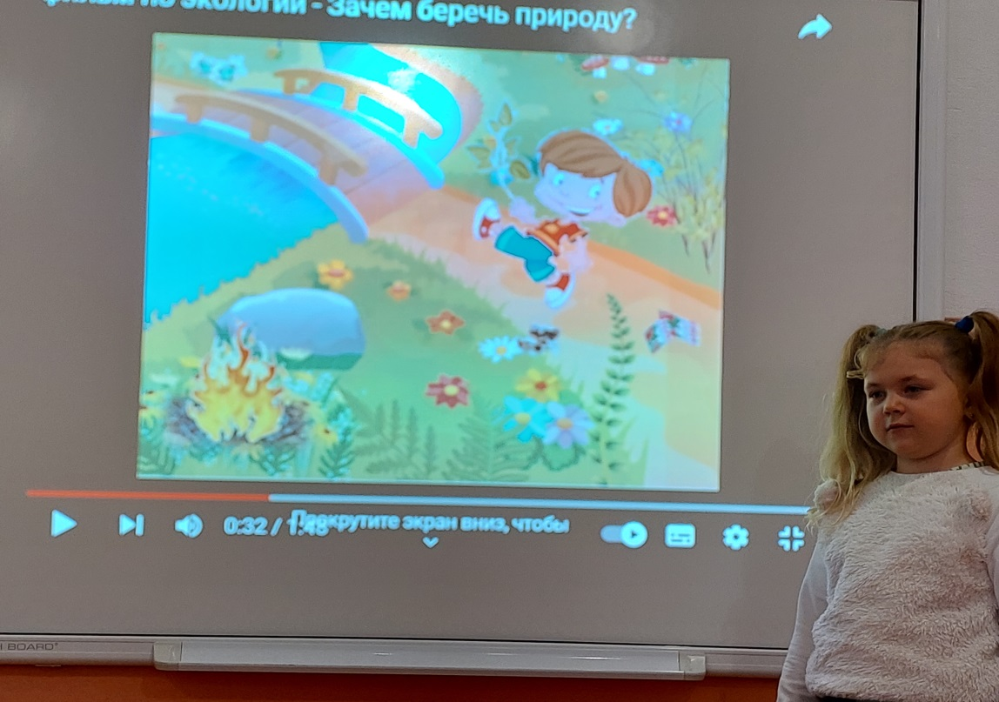 по экологии - Зачем беречь природу?
0:32 /
Прокрутите экран вниз, чтобы
BOARD